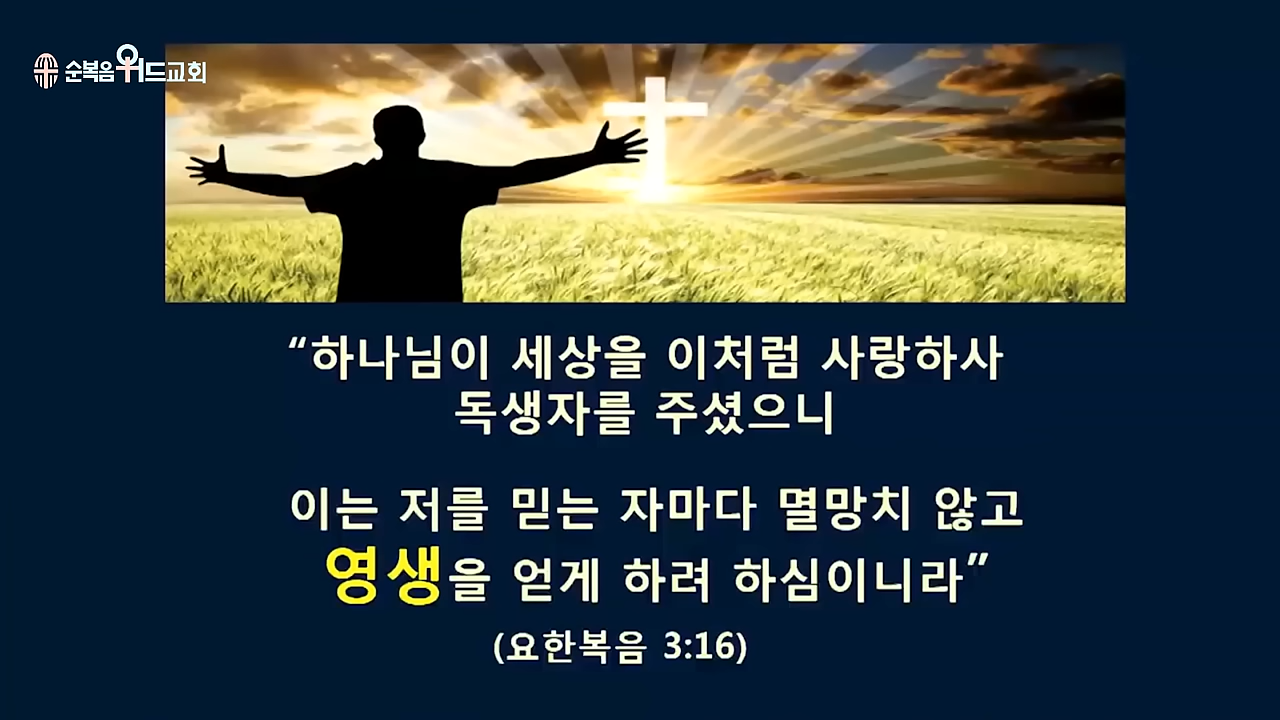 순복음위드교회
“하나님이 세상을 이처럼 사랑하사
독생자를 주셨으니
이는 저를 믿는 자마다 멸망치 않고
영생을 얻게 하려 하심이니라”
(요한복음 3:16)